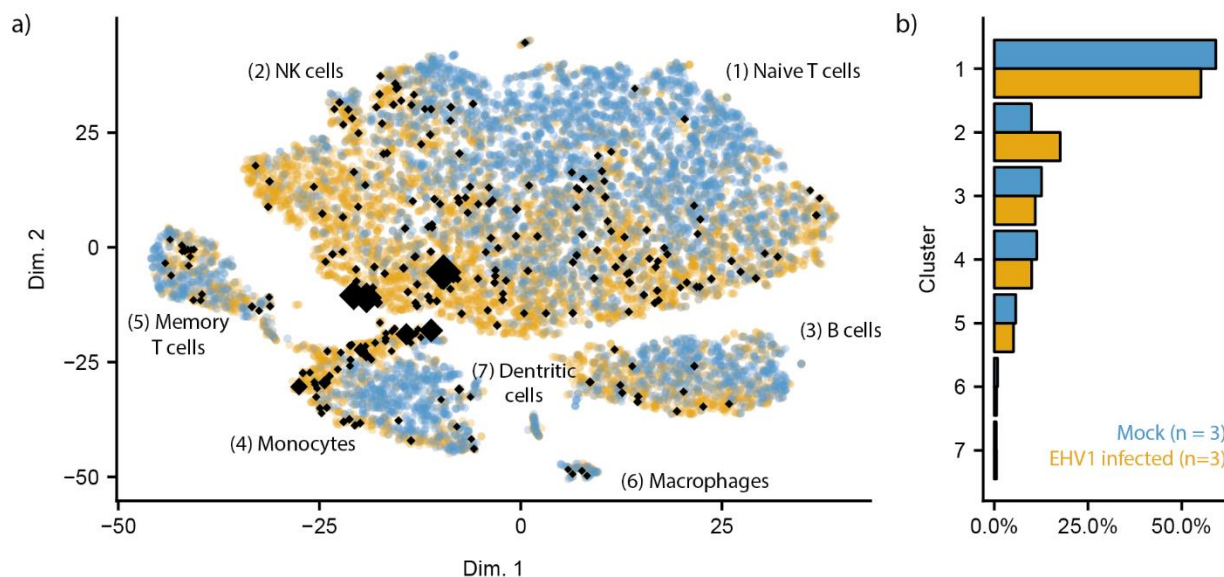 a)
b)
(2) NK cells
(1) Naive T cells
25
0
−25
−50
Dim. 2
(5) Memory
T cells
(3) B cells
(7) Dentritic
cells
(4) Monocytes
(6) Macrophages
−50
−25
0
25
Dim. 1
Cluster
1
2
3
4
5
6
7
Mock (n = 3)
EHV1 infected (n=3)
0.0%
25.0%
50.0%